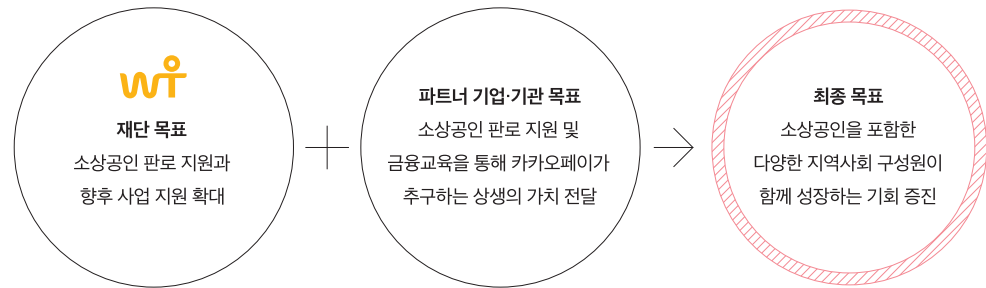 재단 목표
소상공인 판로 지원과
향후 사업 지원 확대
파트너 기업·기관 목표
소상공인 판로 지원 및
금융교육을 통해 카카오페이가
추구하는 상생의 가치 전달
최종 목표
소상공인을 포함한
다양한 지역사회 구성원이
함께 성장하는 기회 증진